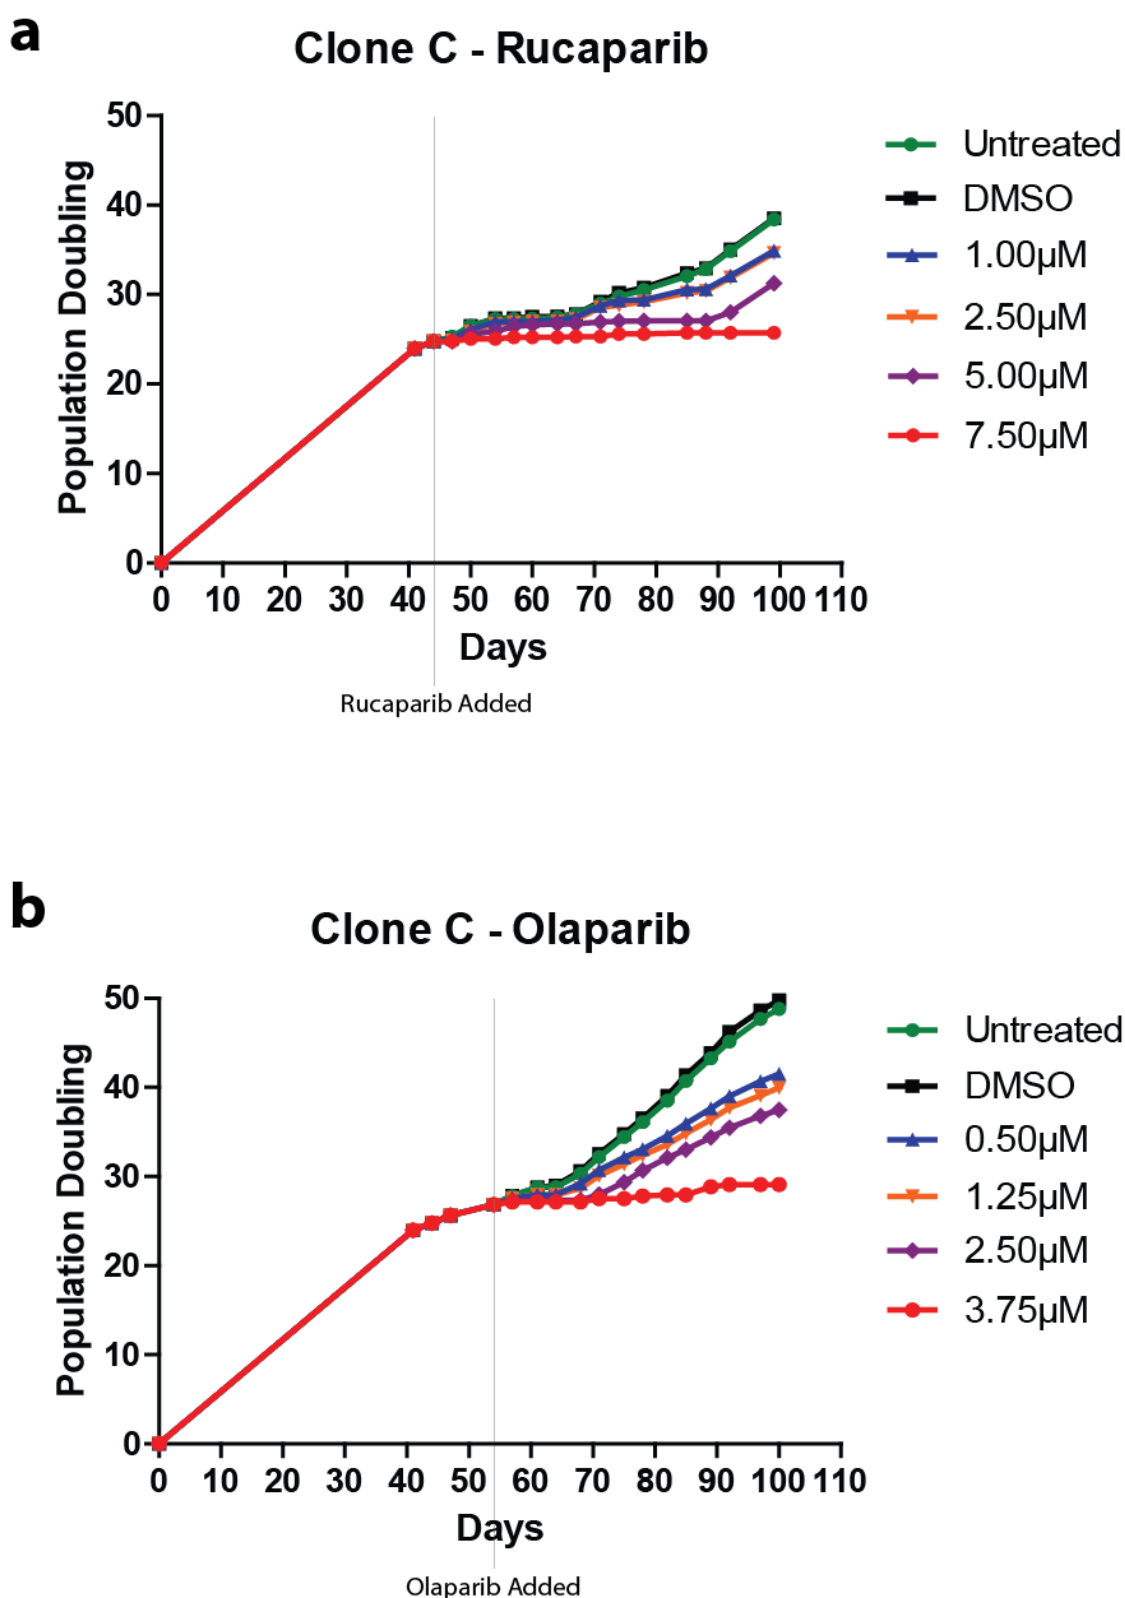 a
Clone C - Rucaparib
Population Doubling
50
40
30
20
10
0
0 10 20 30 40 50 60 70 80 90 100 110
Days
Rucaparib Added
Untreated
DMSO
1.00µM
2.50µM
5.00µM
7.50µM
b
Clone C - Olaparib
Population Doubling
50
40
30
20
10
0
0 10 20 30 40 50 60 70 80 90 100 110
Days
Olaparib Added
Untreated
DMSO
0.50µM
1.25µM
2.50µM
3.75µM